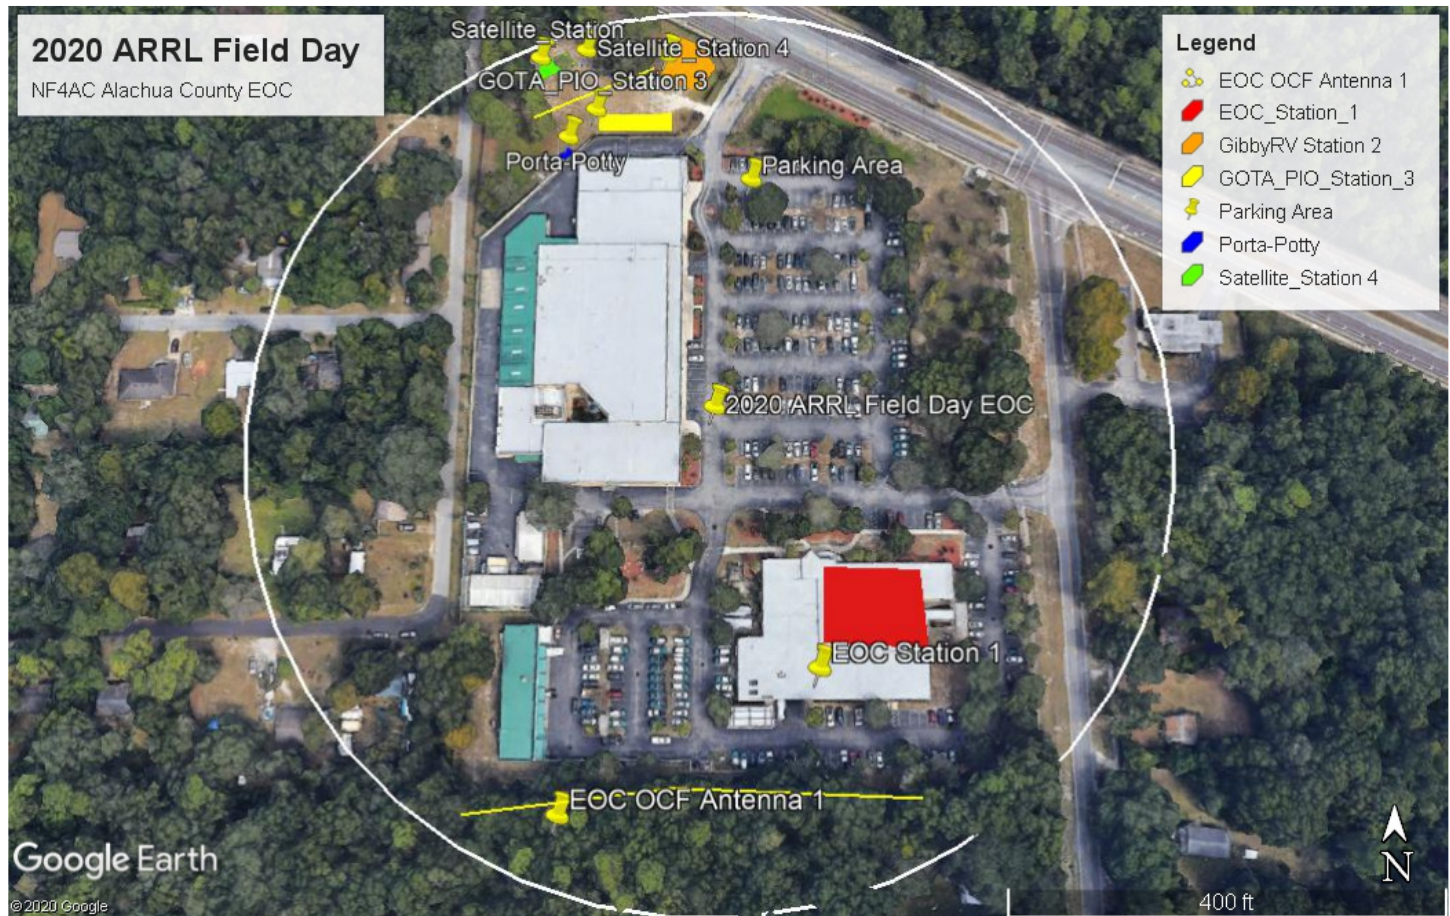 2020 ARRL Field Day
NF4AC Alachua County EOC
Satellite_Station
Satellite_Station 4
GOTA_PIO_Station 3
Porta-Potty
Parking Area
2020 ARRL Field Day EOC
EOC Station 1
EOC OCF Antenna 1
Legend
EOC OCF Antenna 1
EOC_Station_1
GibbyRV Station 2
GOTA_PIO_Station_3
Parking Area
Porta-Potty
Satellite_Station 4
Google Earth
©2020 Google
N
400 ft